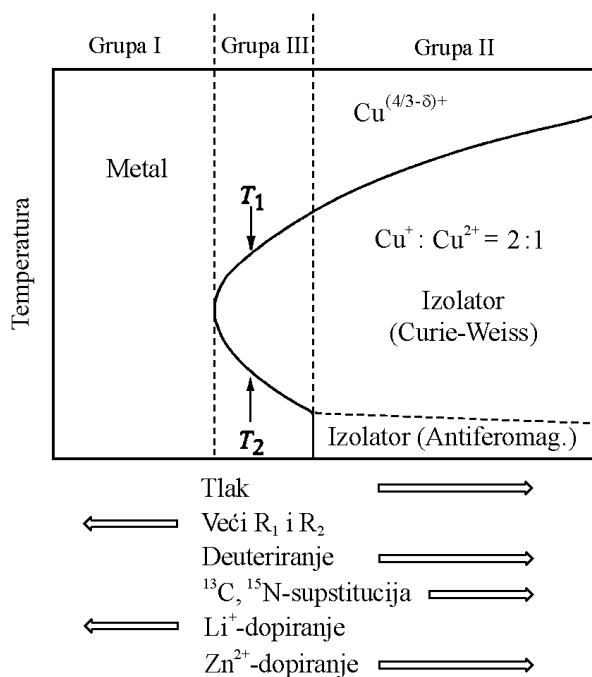 Grupa I Grupa III Grupa II
Cu(4/3-δ)+
Metal
T1
Cu+ : Cu2+ = 2 : 1
Izolator
(Curie-Weiss)
Temperatura
T2
Izolator (Antiferomag.)
Tlak
Veći R1 i R2
Deuteriranje
13C, 15N-supstitucija
Li+-dopiranje
Zn2+-dopiranje